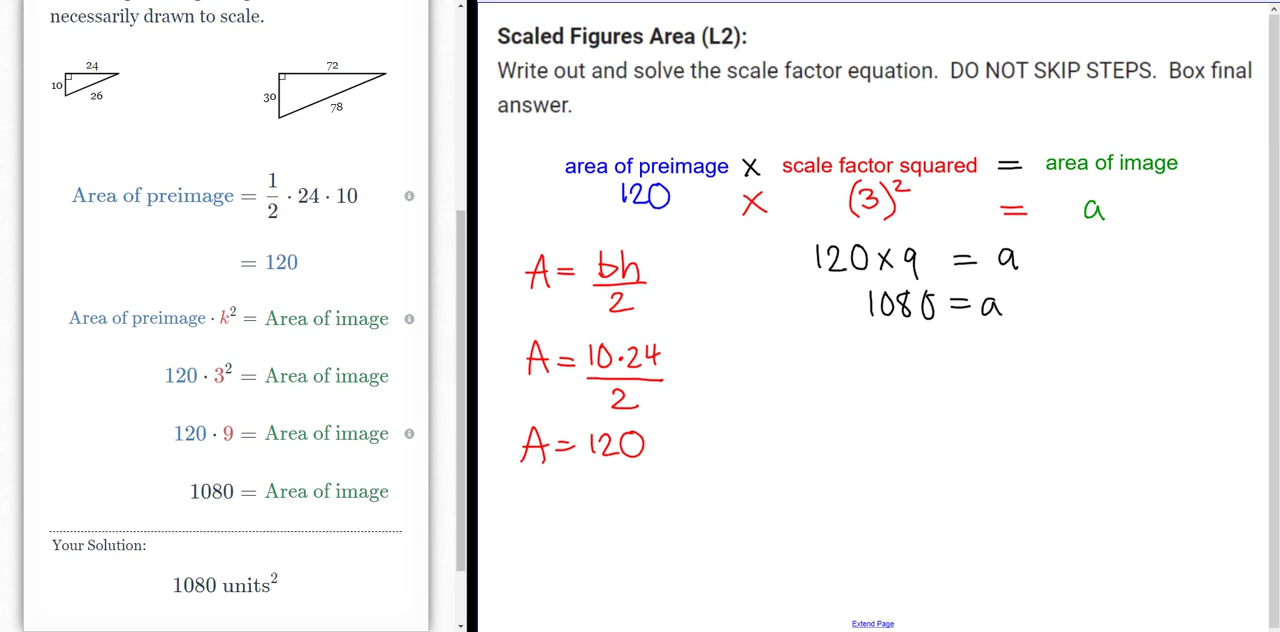 necessarily drawn to scale.
24
10
26
72
30
78
Area of preimage = 1/2 · 24 · 10
= 120
Area of preimage · k² = Area of image
120 · 3² = Area of image
120 · 9 = Area of image
1080 = Area of image
Your Solution:
1080 units²
Scaled Figures Area (L2):
Write out and solve the scale factor equation. DO NOT SKIP STEPS. Box final
answer.
area of preimage × scale factor squared = area of image
120 × (3)² = a
A = bh/2
A = 10·24/2
A = 120
120 × 9 = a
1080 = a
Extend Page